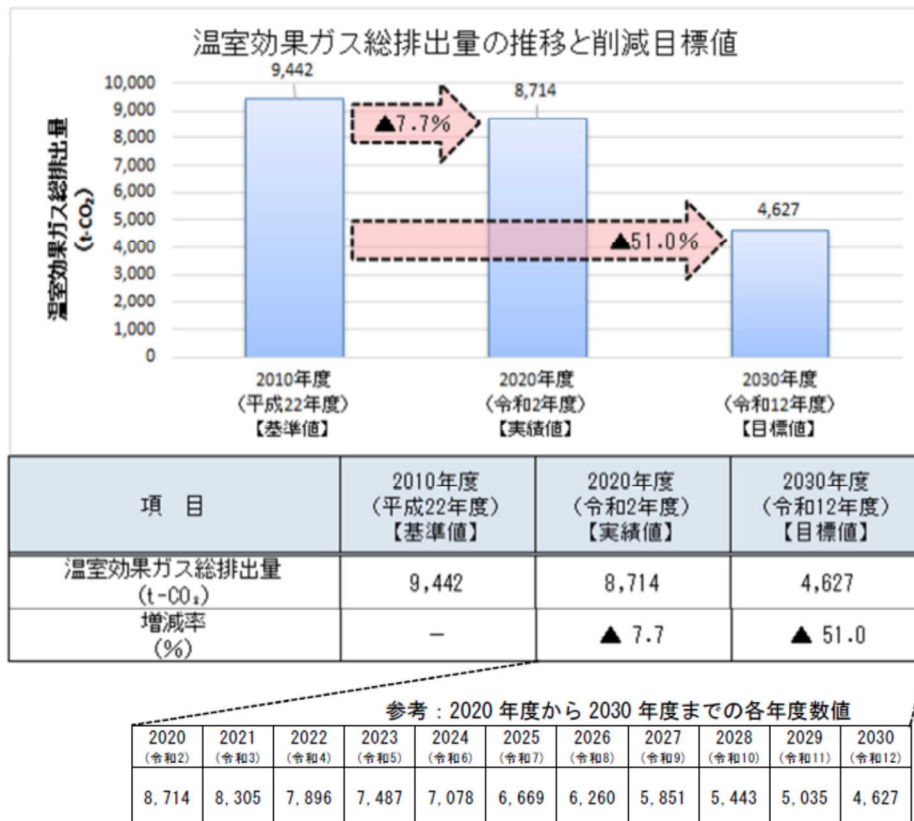 温室効果ガス総排出量の推移と削減目標値
温室効果ガス総排出量
(t-CO₂)
10,000
9,000
8,000
7,000
6,000
5,000
4,000
3,000
2,000
1,000
0
9,442
8,714
4,627
▲7.7%
▲51.0%
2010年度
(平成22年度)
【基準値】
2020年度
(令和2年度)
【実績値】
2030年度
(令和12年度)
【目標値】
項 目
2010年度
(平成22年度)
【基準値】
2020年度
(令和2年度)
【実績値】
2030年度
(令和12年度)
【目標値】
温室効果ガス総排出量
(t-CO₂)
9,442
8,714
4,627
増減率
(%)
－
▲ 7.7
▲ 51.0
参考：2020 年度から 2030 年度までの各年度数値
2020 2021 2022 2023 2024 2025 2026 2027 2028 2029 2030
(令和2) (令和3) (令和4) (令和5) (令和6) (令和7) (令和8) (令和9) (令和10) (令和11) (令和12)
8,714 8,305 7,896 7,487 7,078 6,669 6,260 5,851 5,443 5,035 4,627